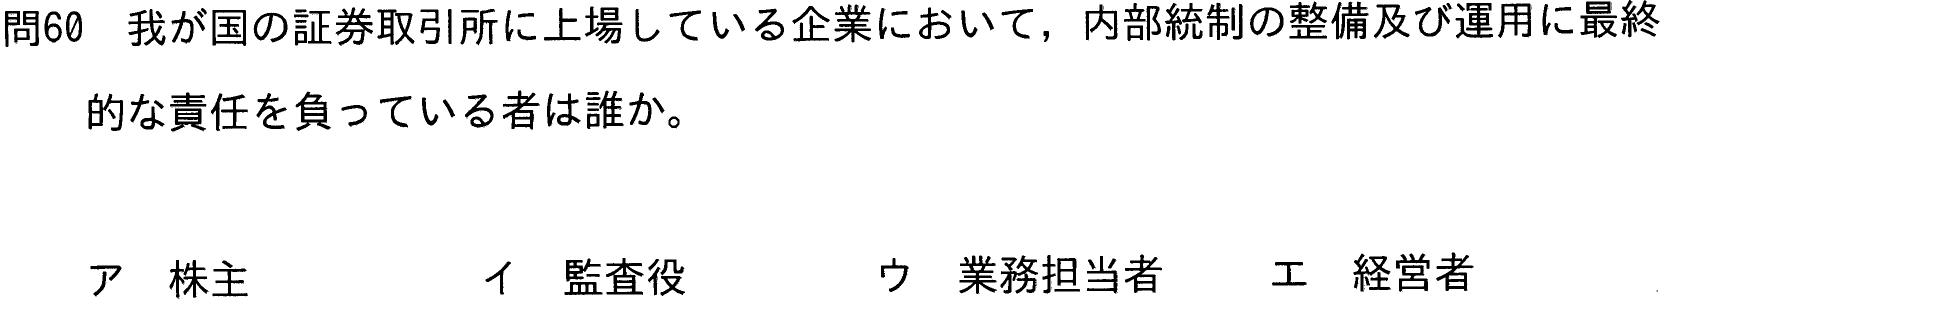 問60　我が国の証券取引所に上場している企業において，内部統制の整備及び運用に最終
的な責任を負っている者は誰か。
ア　株主　イ　監査役　ウ　業務担当者　エ　経営者